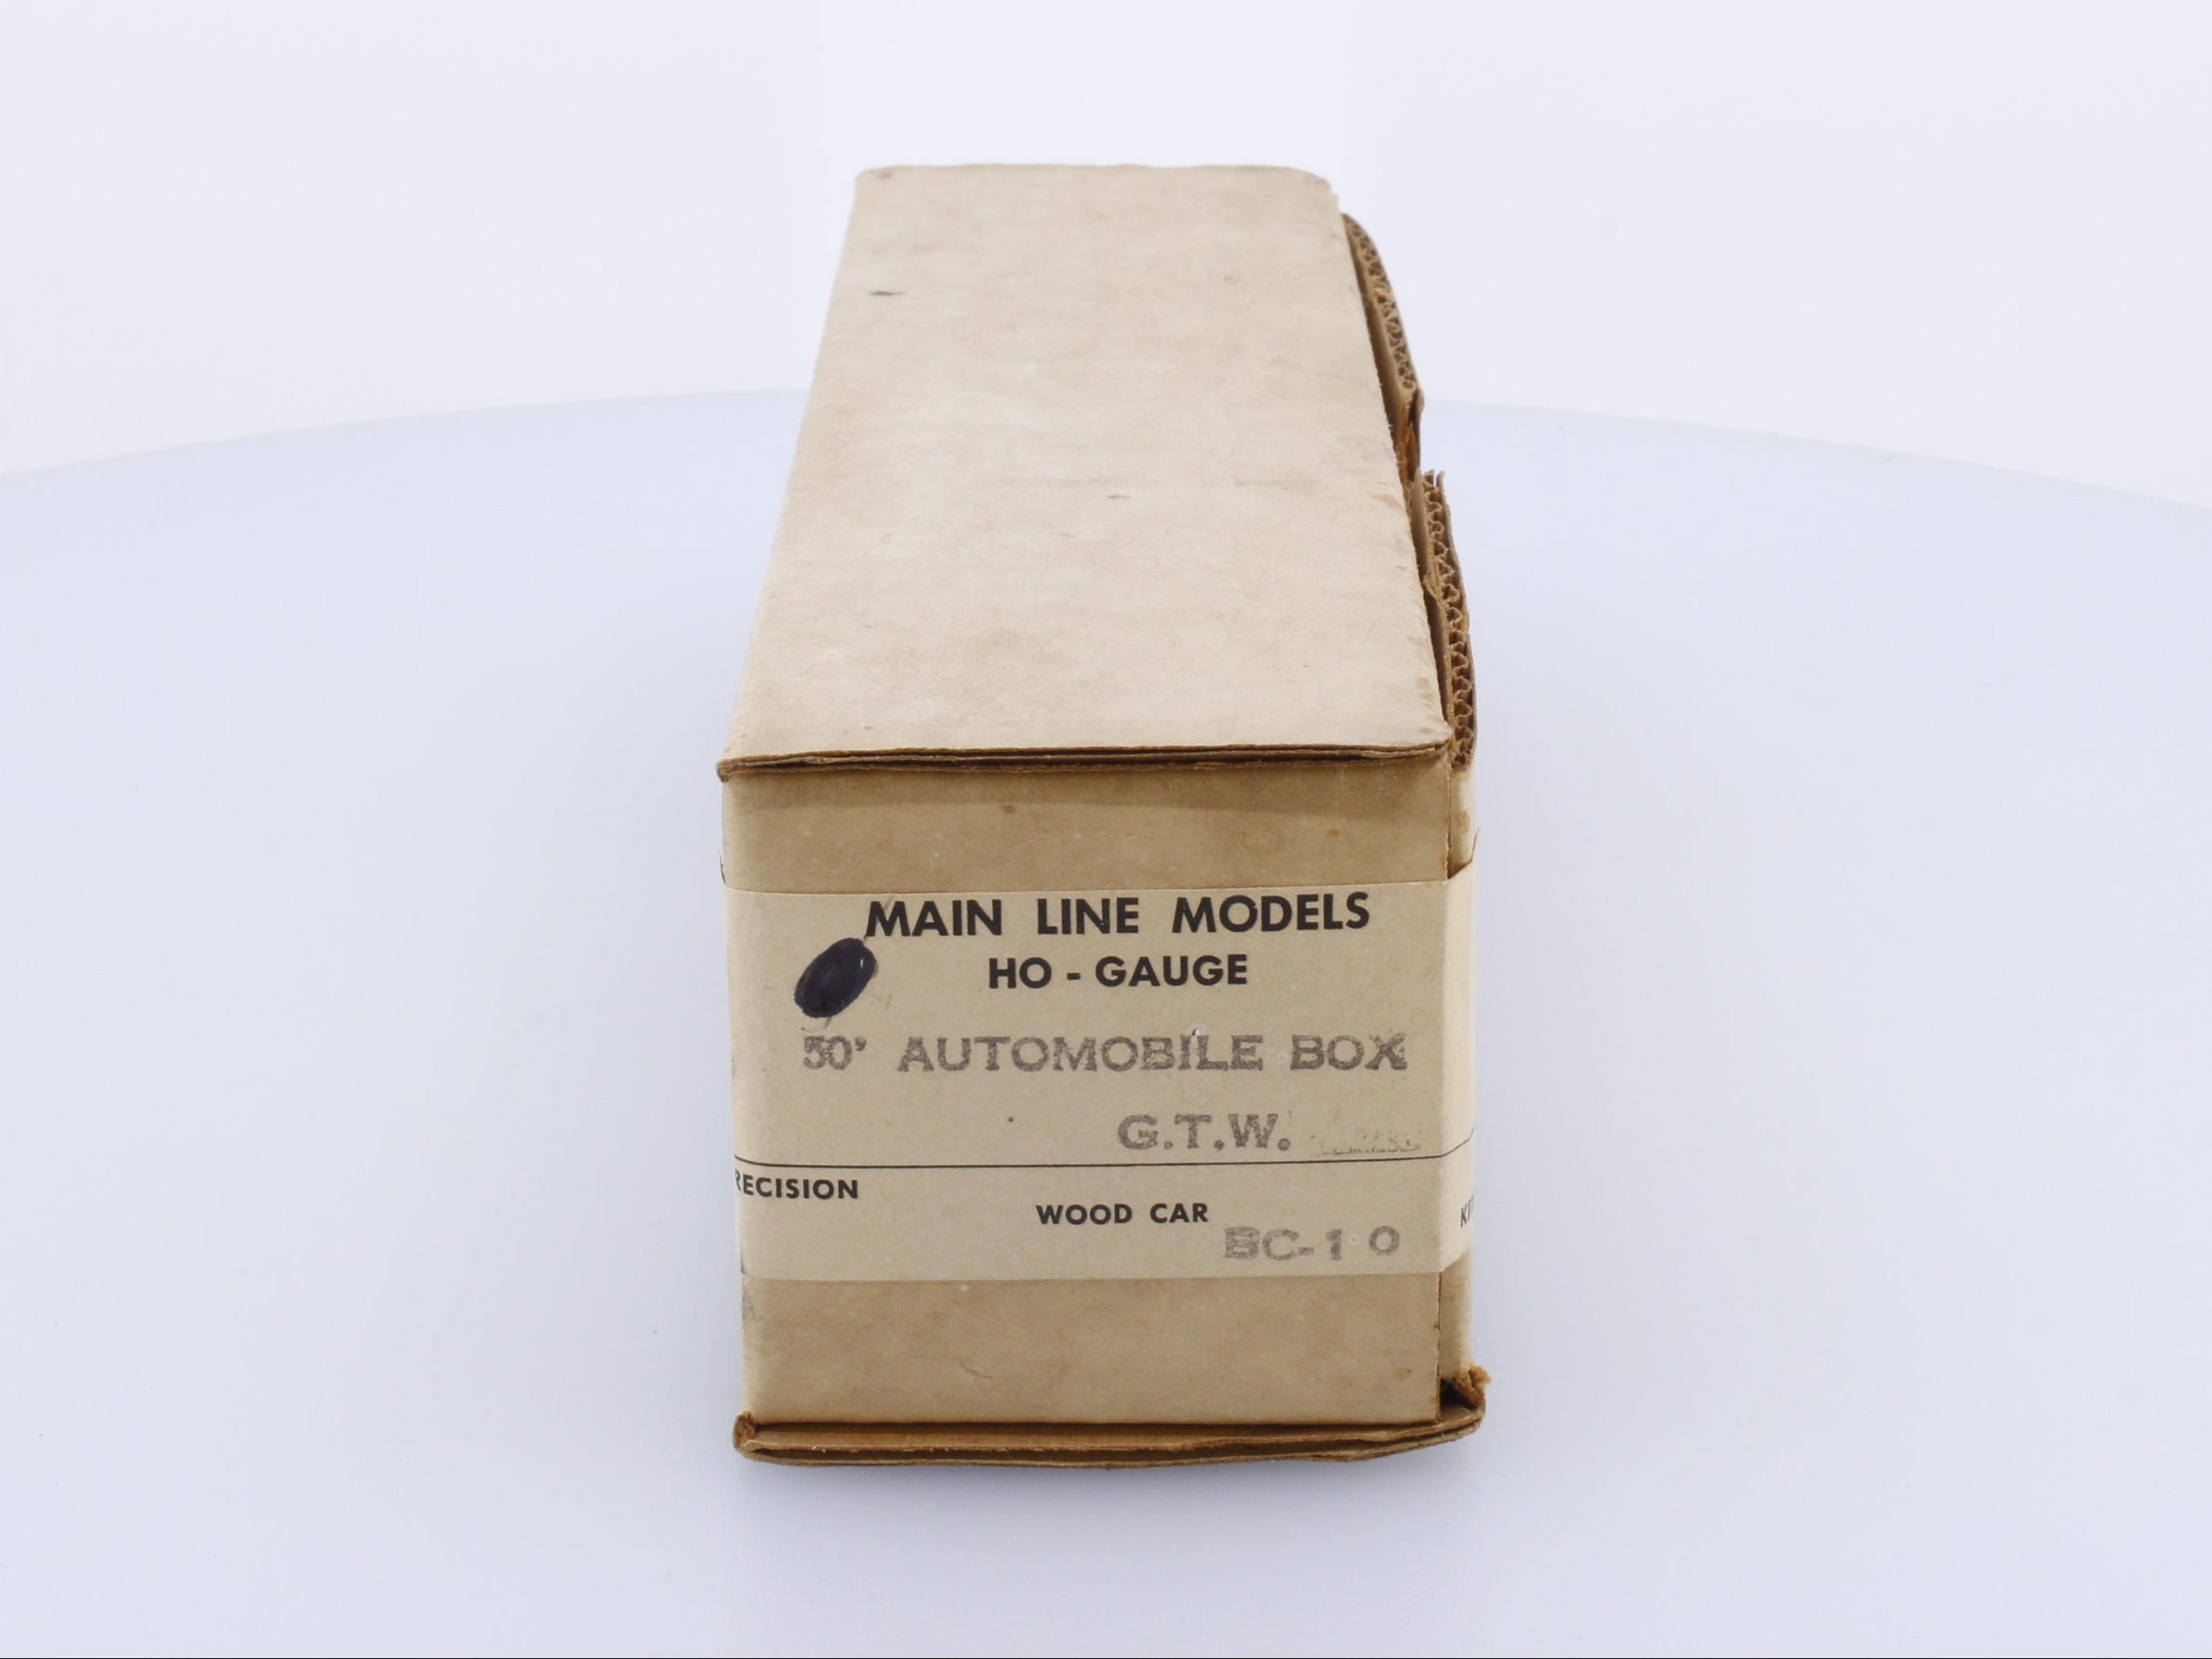 MAIN LINE MODELS
HO - GAUGE
50' AUTOMOBILE BOX
G.T.W.
RECISION
WOOD CAR
BC-10